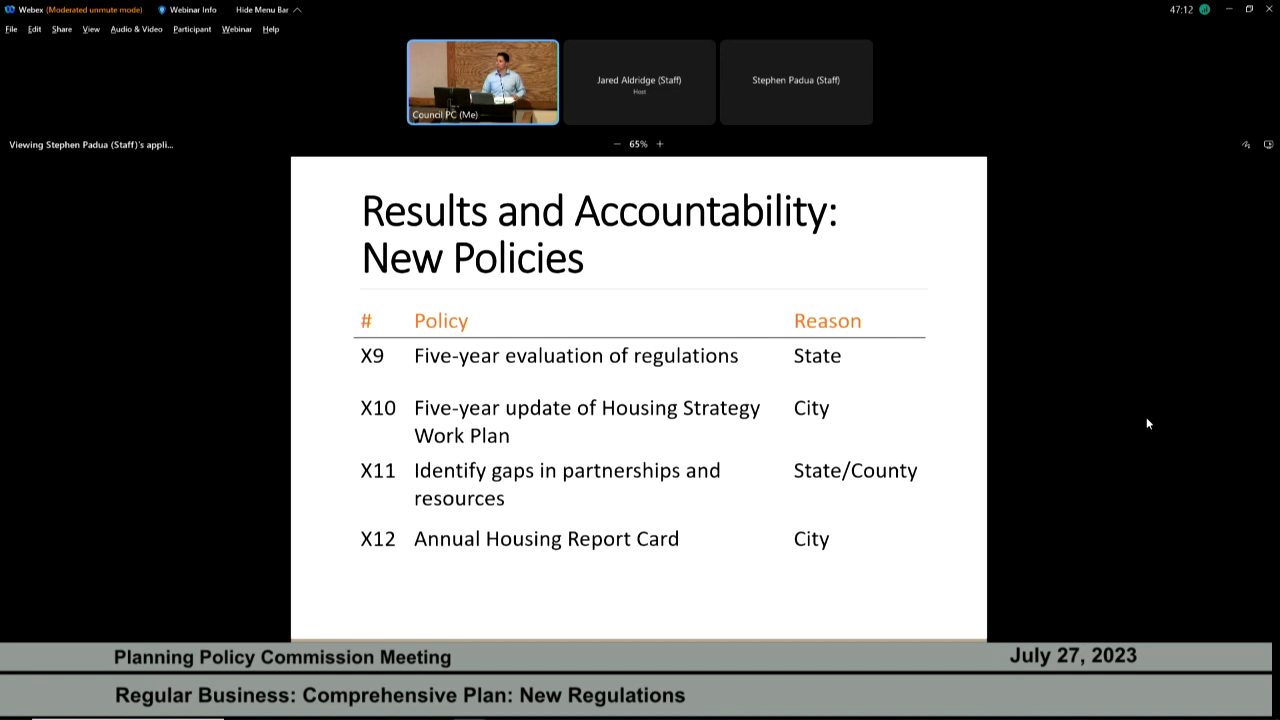 Webex (Moderated unmute mode) Webinar Info Hide Menu Bar 47:12
File Edit Share View Audio & Video Participant Webinar Help
Council PC (Me)
Jared Aldridge (Staff)
Host
Stephen Padua (Staff)
Viewing Stephen Padua (Staff)'s appli... − 65% +
Results and Accountability:
New Policies
# Policy Reason
X9 Five-year evaluation of regulations State
X10 Five-year update of Housing Strategy City
Work Plan
X11 Identify gaps in partnerships and State/County
resources
X12 Annual Housing Report Card City
Planning Policy Commission Meeting July 27, 2023
Regular Business: Comprehensive Plan: New Regulations